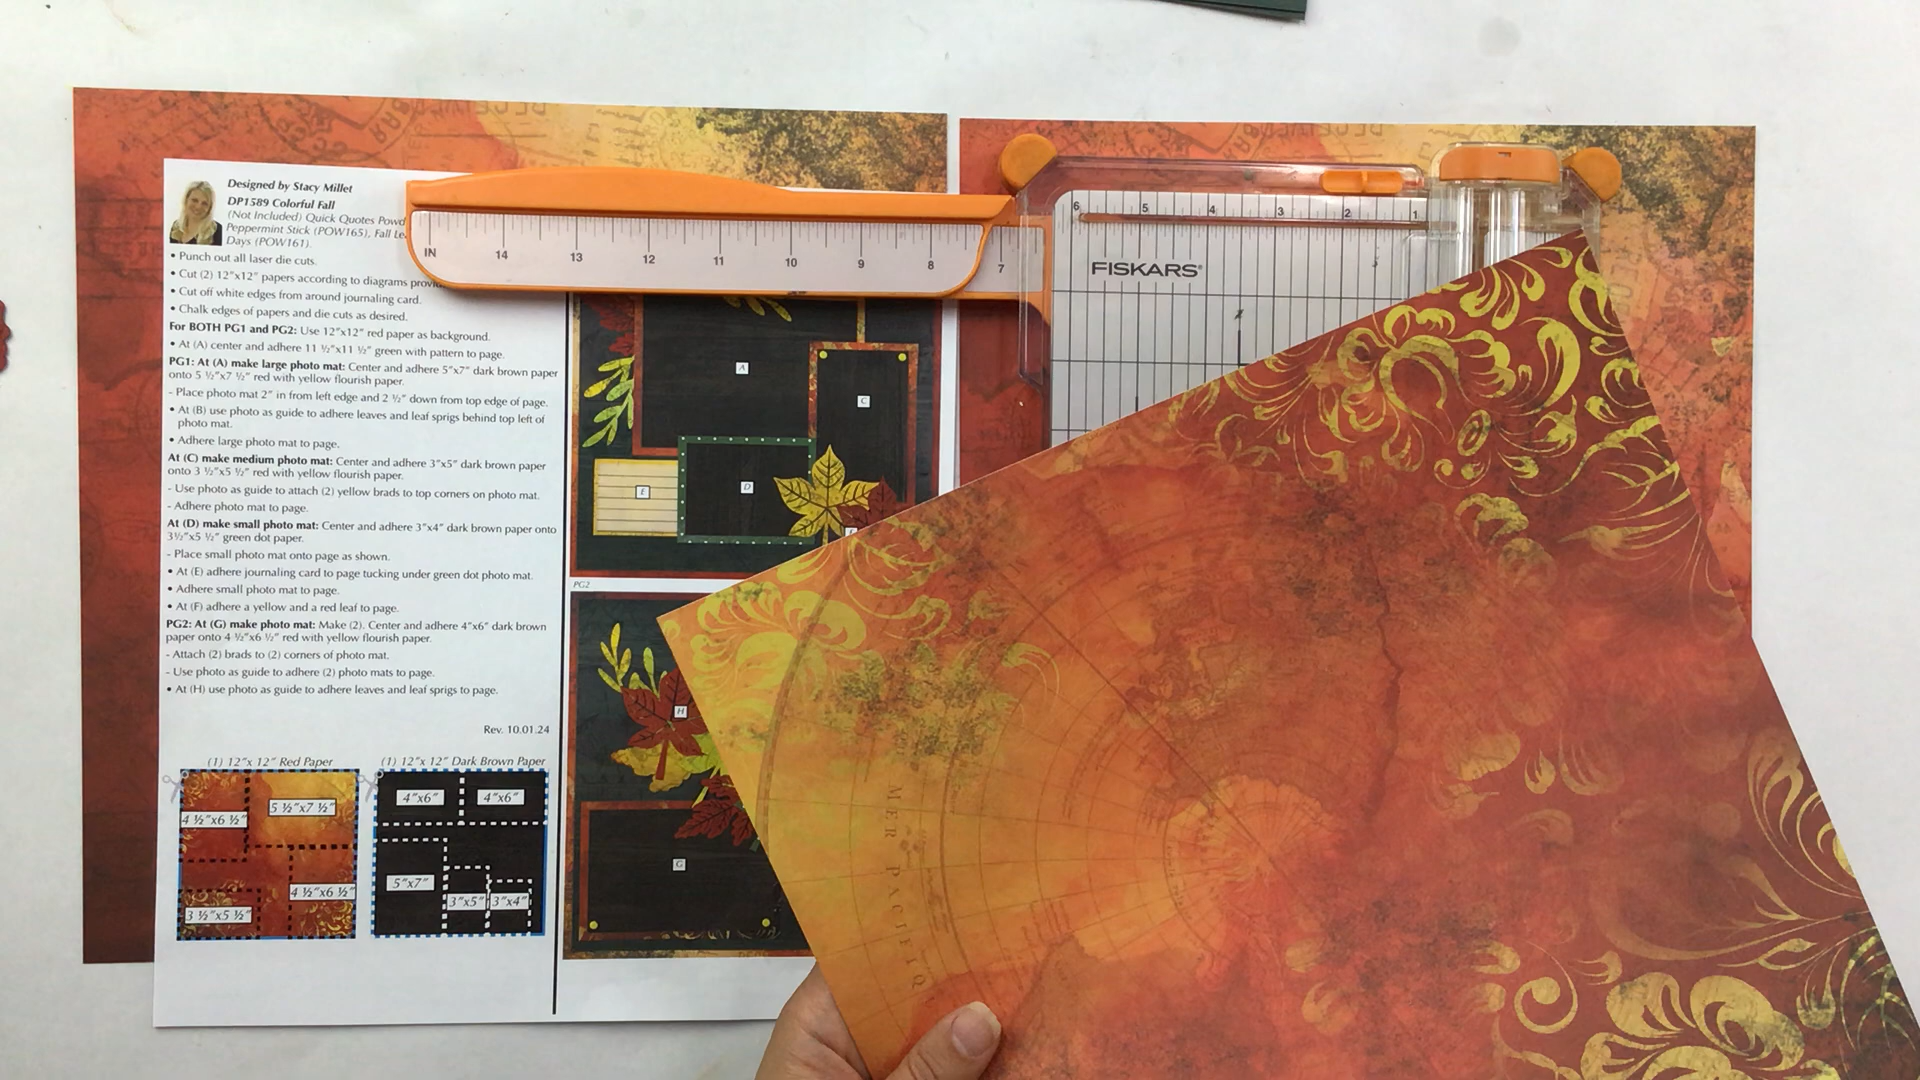 Designed by Stacy Millet
DP1589 Colorful Fall
(Not Included) Quick Quotes
Peppermint Stick (POW165), Fall
Days (POW161).
• Punch out all laser die cuts.
• Cut (2) 12"x12" papers according to diagrams
• Cut off white edges from around journaling card.
• Chalk edges of papers and die cuts as desired.
For BOTH PG1 and PG2: Use 12"x12" red paper as background.
• At (A) center and adhere 11 ½"x11 ½" green with pattern to page.
PG1: At (A) make large photo mat: Center and adhere 5"x7" dark brown paper
onto 5 ½"x7 ½" red with yellow flourish paper.
- Place photo mat 2" in from left edge and 2 ½" down from top edge of page.
• At (B) use photo as guide to adhere leaves and leaf sprigs behind top left of
photo mat.
• Adhere large photo mat to page.
At (C) make medium photo mat: Center and adhere 3"x5" dark brown paper
onto 3 ½"x5 ½" red with yellow flourish paper.
- Use photo as guide to attach (2) yellow brads to top corners on photo mat.
- Adhere photo mat to page.
At (D) make small photo mat: Center and adhere 3"x4" dark brown paper onto
3½"x5 ½" green dot paper.
- Place small photo mat onto page as shown.
• At (E) adhere journaling card to page tucking under green dot photo mat.
• Adhere small photo mat to page.
• At (F) adhere a yellow and a red leaf to page.
PG2: At (G) make photo mat: Make (2). Center and adhere 4"x6" dark brown
paper onto 4 ½"x6 ½" red with yellow flourish paper.
- Attach (2) brads to (2) corners of photo mat.
- Use photo as guide to adhere (2) photo mats to page.
• At (H) use photo as guide to adhere leaves and leaf sprigs to page.
Rev. 10.01.24
(1) 12"x 12" Red Paper
4 ½"x6 ½"
5 ½"x7 ½"
4 ½"x6 ½"
3 ½"x5 ½"
(1) 12"x 12" Dark Brown Paper
4"x6"
4"x6"
5"x7"
3"x5"
3"x4"
A
C
D
E
PG2
H
G
IN 14 13 12 11 10 9 8 7
6 5 4 3 2 1
FISKARS®
MER PACIFIQ